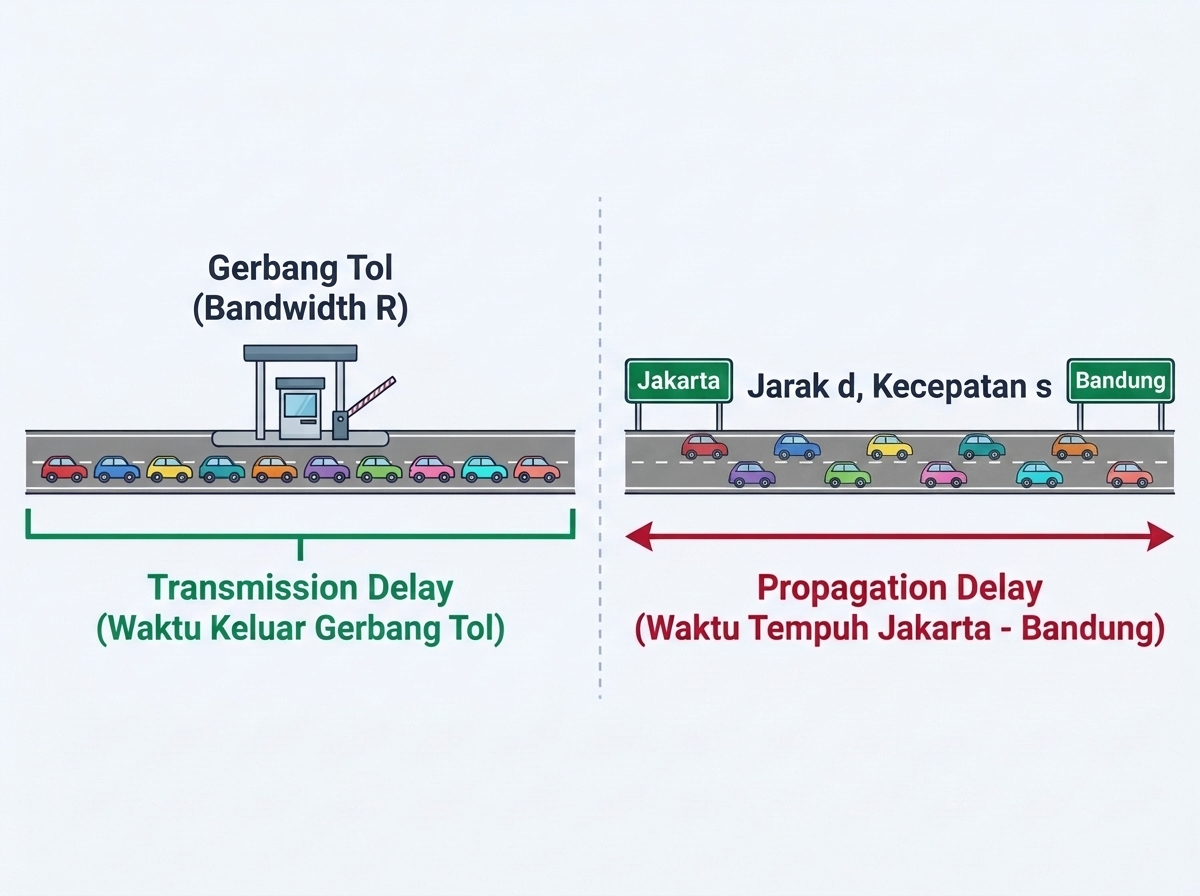 Gerbang Tol
(Bandwidth R)
Transmission Delay
(Waktu Keluar Gerbang Tol)
Jakarta
Jarak d, Kecepatan s
Bandung
Propagation Delay
(Waktu Tempuh Jakarta - Bandung)